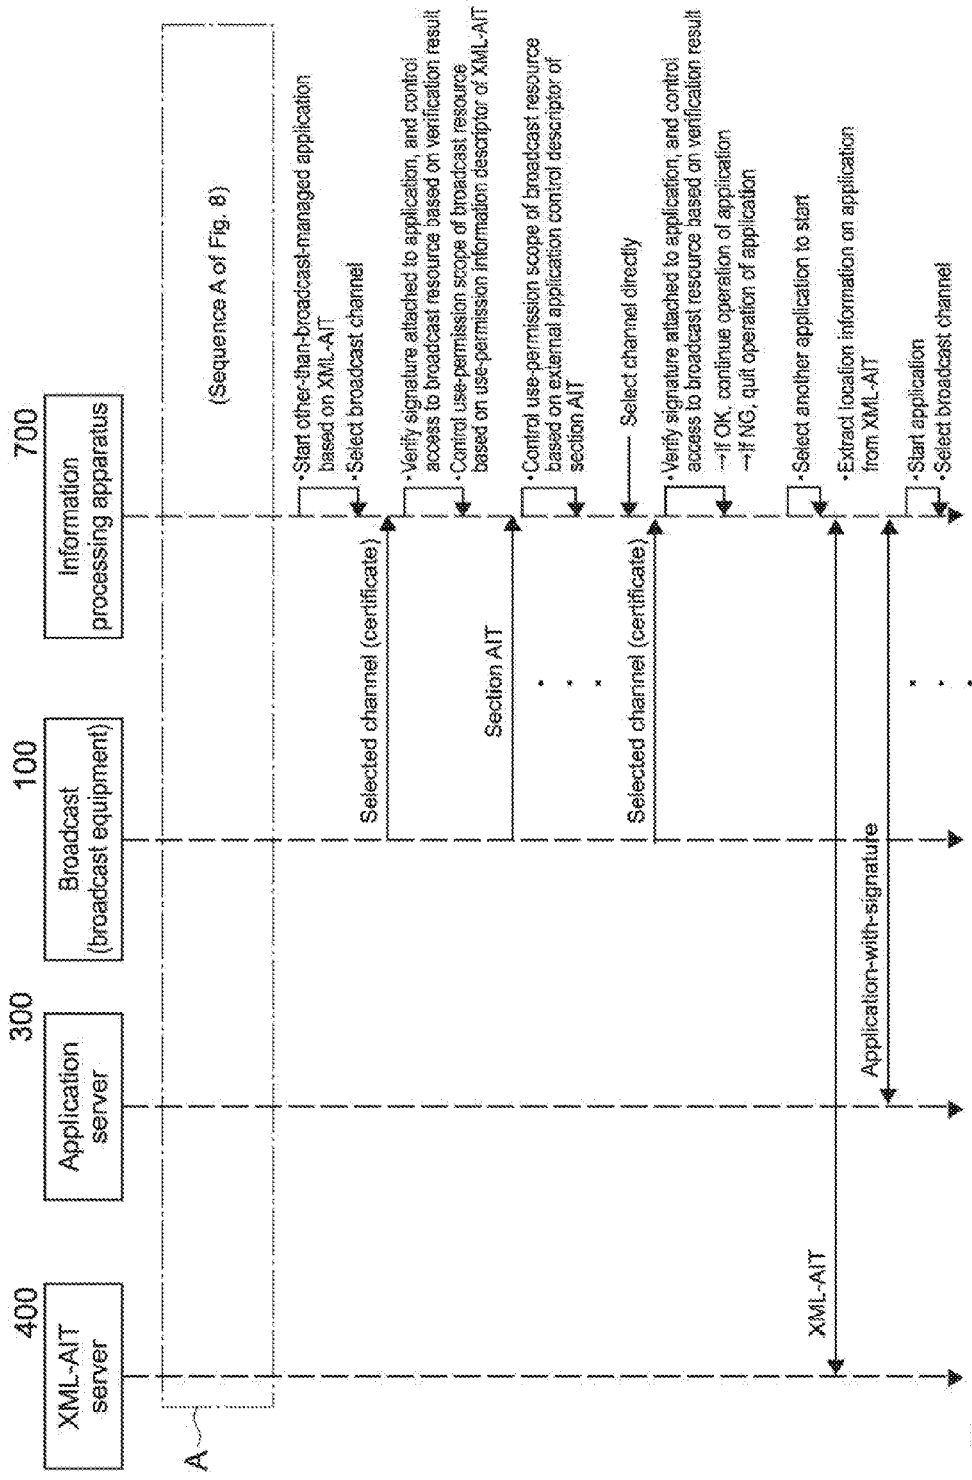 400
XML-AIT
server
300
Application
server
100
Broadcast
(broadcast equipment)
700
Information
processing apparatus
A
(Sequence A of Fig. 8)
• Start other-than-broadcast-managed application
based on XML-AIT
• Select broadcast channel
Selected channel (certificate)
• Verify signature attached to application, and control
access to broadcast resource based on verification result
• Control use-permission scope of broadcast resource
based on use-permission information descriptor of XML-AIT
Section AIT
• Control use-permission scope of broadcast resource
based on external application control descriptor of
section AIT
Select channel directly
Selected channel (certificate)
• Verify signature attached to application, and control
access to broadcast resource based on verification result
→If OK, continue operation of application
→If NG, quit operation of application
• Select another application to start
XML-AIT
• Extract location information on application
from XML-AIT
Application-with-signature
• Start application
• Select broadcast channel